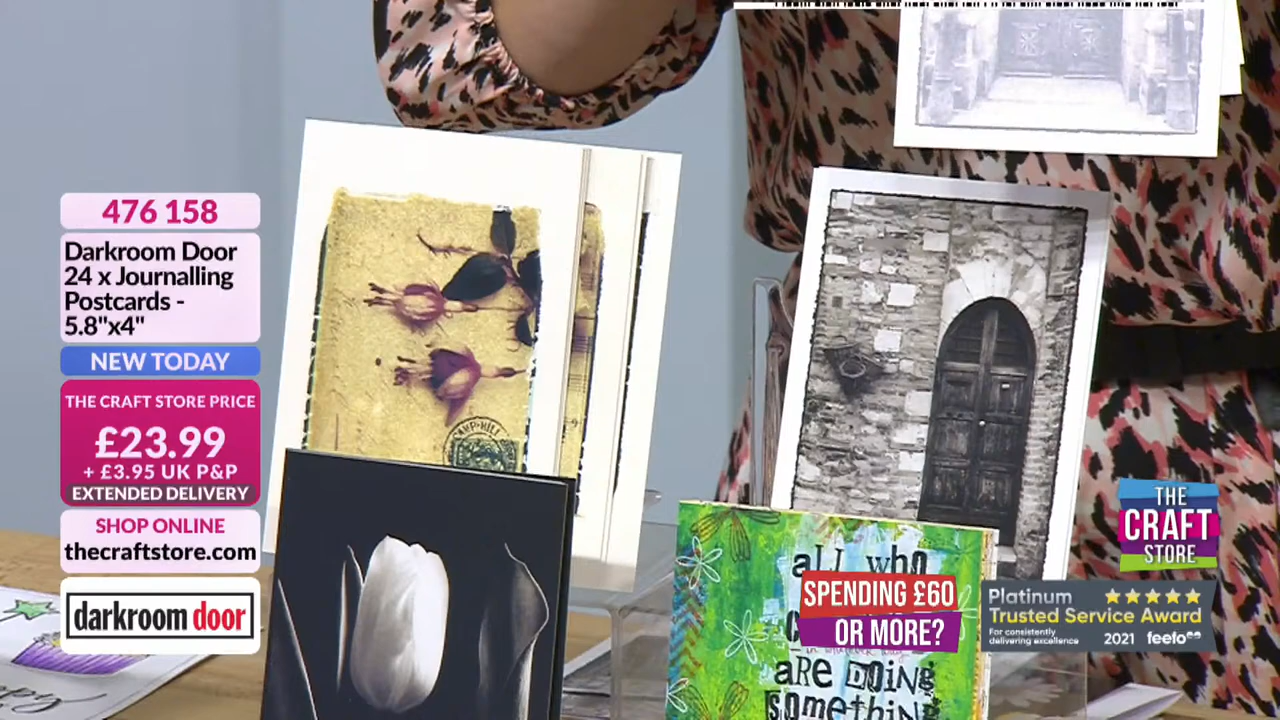 476 158
Darkroom Door
24 x Journalling
Postcards -
5.8"x4"
NEW TODAY
THE CRAFT STORE PRICE
£23.99
+ £3.95 UK P&P
EXTENDED DELIVERY
SHOP ONLINE
thecraftstore.com
darkroom door
all who
are doing
something
SPENDING £60
OR MORE?
THE
CRAFT
STORE
Platinum
Trusted Service Award
For consistently
delivering excellence
2021 feefo